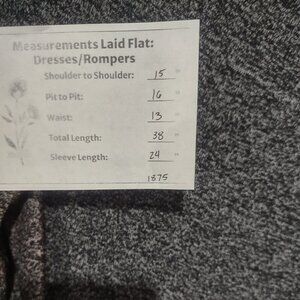 Measurements Laid Flat:
Dresses/Rompers
Shoulder to Shoulder: 15 "
Pit to Pit: 16 "
Waist: 13 "
Total Length: 38 "
Sleeve Length: 24 "
1875